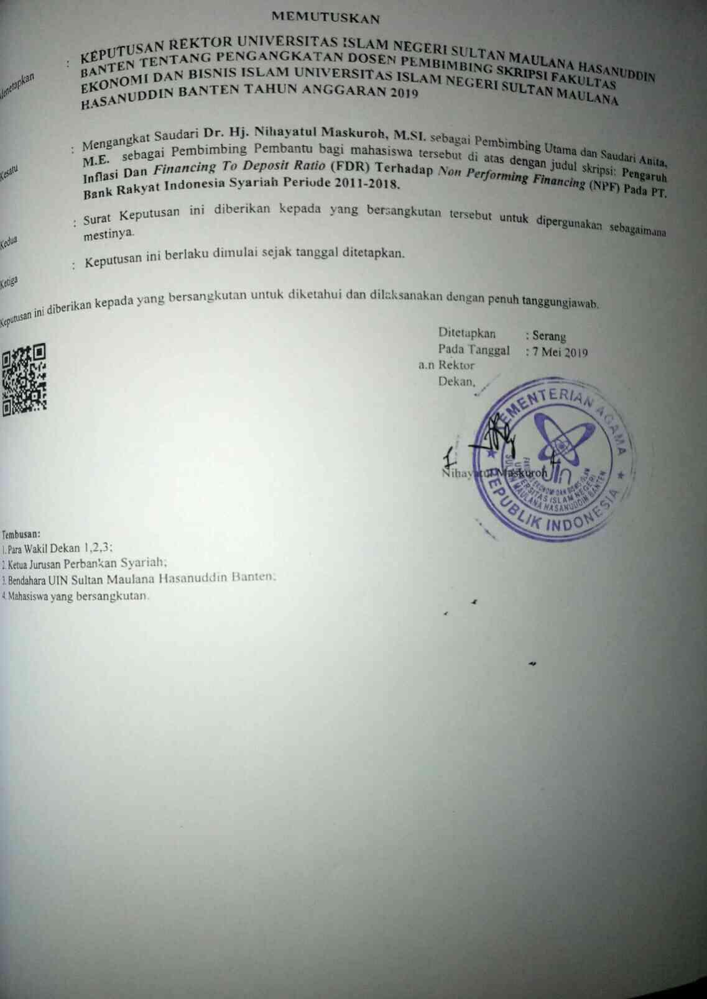 MEMUTUSKAN
Menetapkan : KEPUTUSAN REKTOR UNIVERSITAS ISLAM NEGERI SULTAN MAULANA HASANUDDIN
BANTEN TENTANG PENGANGKATAN DOSEN PEMBIMBING SKRIPSI FAKULTAS
EKONOMI DAN BISNIS ISLAM UNIVERSITAS ISLAM NEGERI SULTAN MAULANA
HASANUDDIN BANTEN TAHUN ANGGARAN 2019
Kesatu : Mengangkat Saudari Dr. Hj. Nihayatul Maskuroh, M.SI. sebagai Pembimbing Utama dan Saudari Anita,
M.E. sebagai Pembimbing Pembantu bagi mahasiswa tersebut di atas dengan judul skripsi: Pengaruh
Inflasi Dan Financing To Deposit Ratio (FDR) Terhadap Non Performing Financing (NPF) Pada PT.
Bank Rakyat Indonesia Syariah Periode 2011-2018.
Kedua : Surat Keputusan ini diberikan kepada yang bersangkutan tersebut untuk dipergunakan sebagaimana
mestinya.
Ketiga : Keputusan ini berlaku dimulai sejak tanggal ditetapkan.
Keputusan ini diberikan kepada yang bersangkutan untuk diketahui dan dilaksanakan dengan penuh tanggungjawab.
Ditetapkan : Serang
Pada Tanggal : 7 Mei 2019
a.n Rektor
Dekan,
KEMENTERIAN AGAMA
uin
FAKULTAS EKONOMI DAN BISNIS ISLAM
UNIVERSITAS ISLAM NEGERI
SULTAN MAULANA HASANUDDIN BANTEN
REPUBLIK INDONESIA
Nihayatul Maskuroh
Tembusan:
1. Para Wakil Dekan 1,2,3;
2. Ketua Jurusan Perbankan Syariah;
3. Bendahara UIN Sultan Maulana Hasanuddin Banten;
4. Mahasiswa yang bersangkutan.